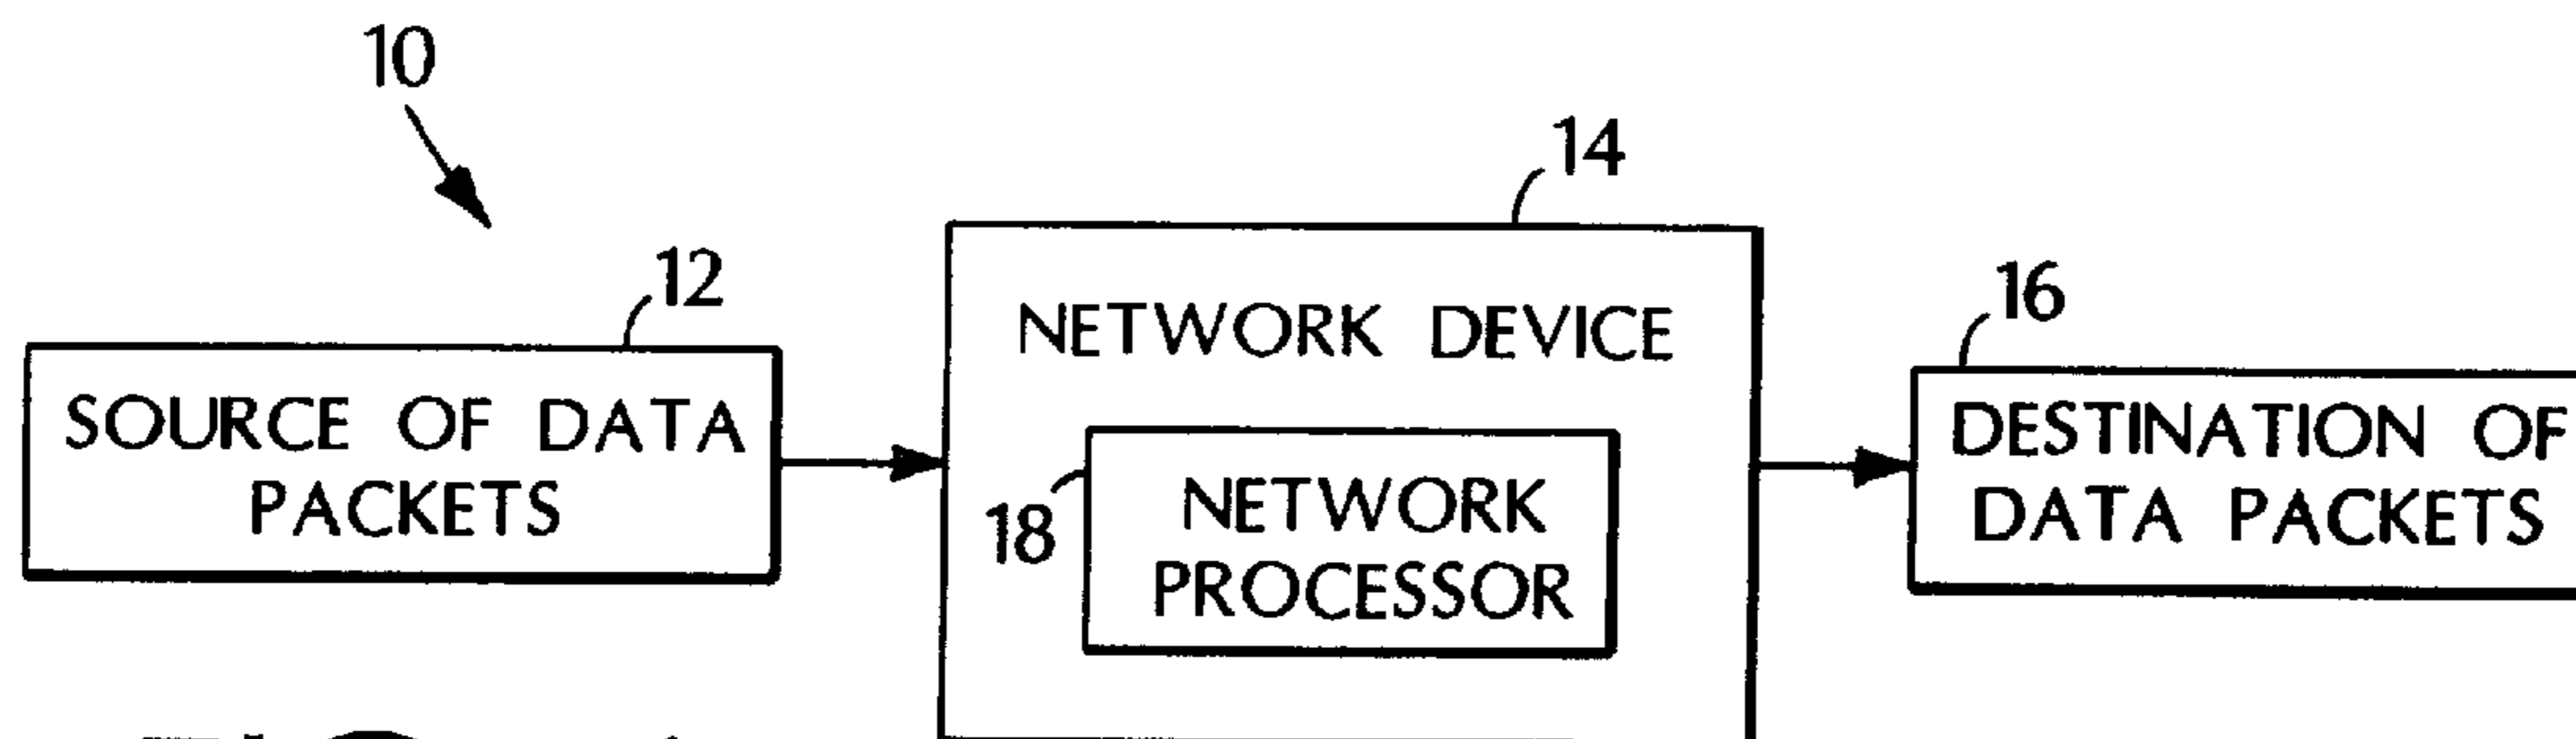 10
14
12
16
NETWORK DEVICE
SOURCE OF DATA
PACKETS
DESTINATION OF
DATA PACKETS
18
NETWORK
PROCESSOR